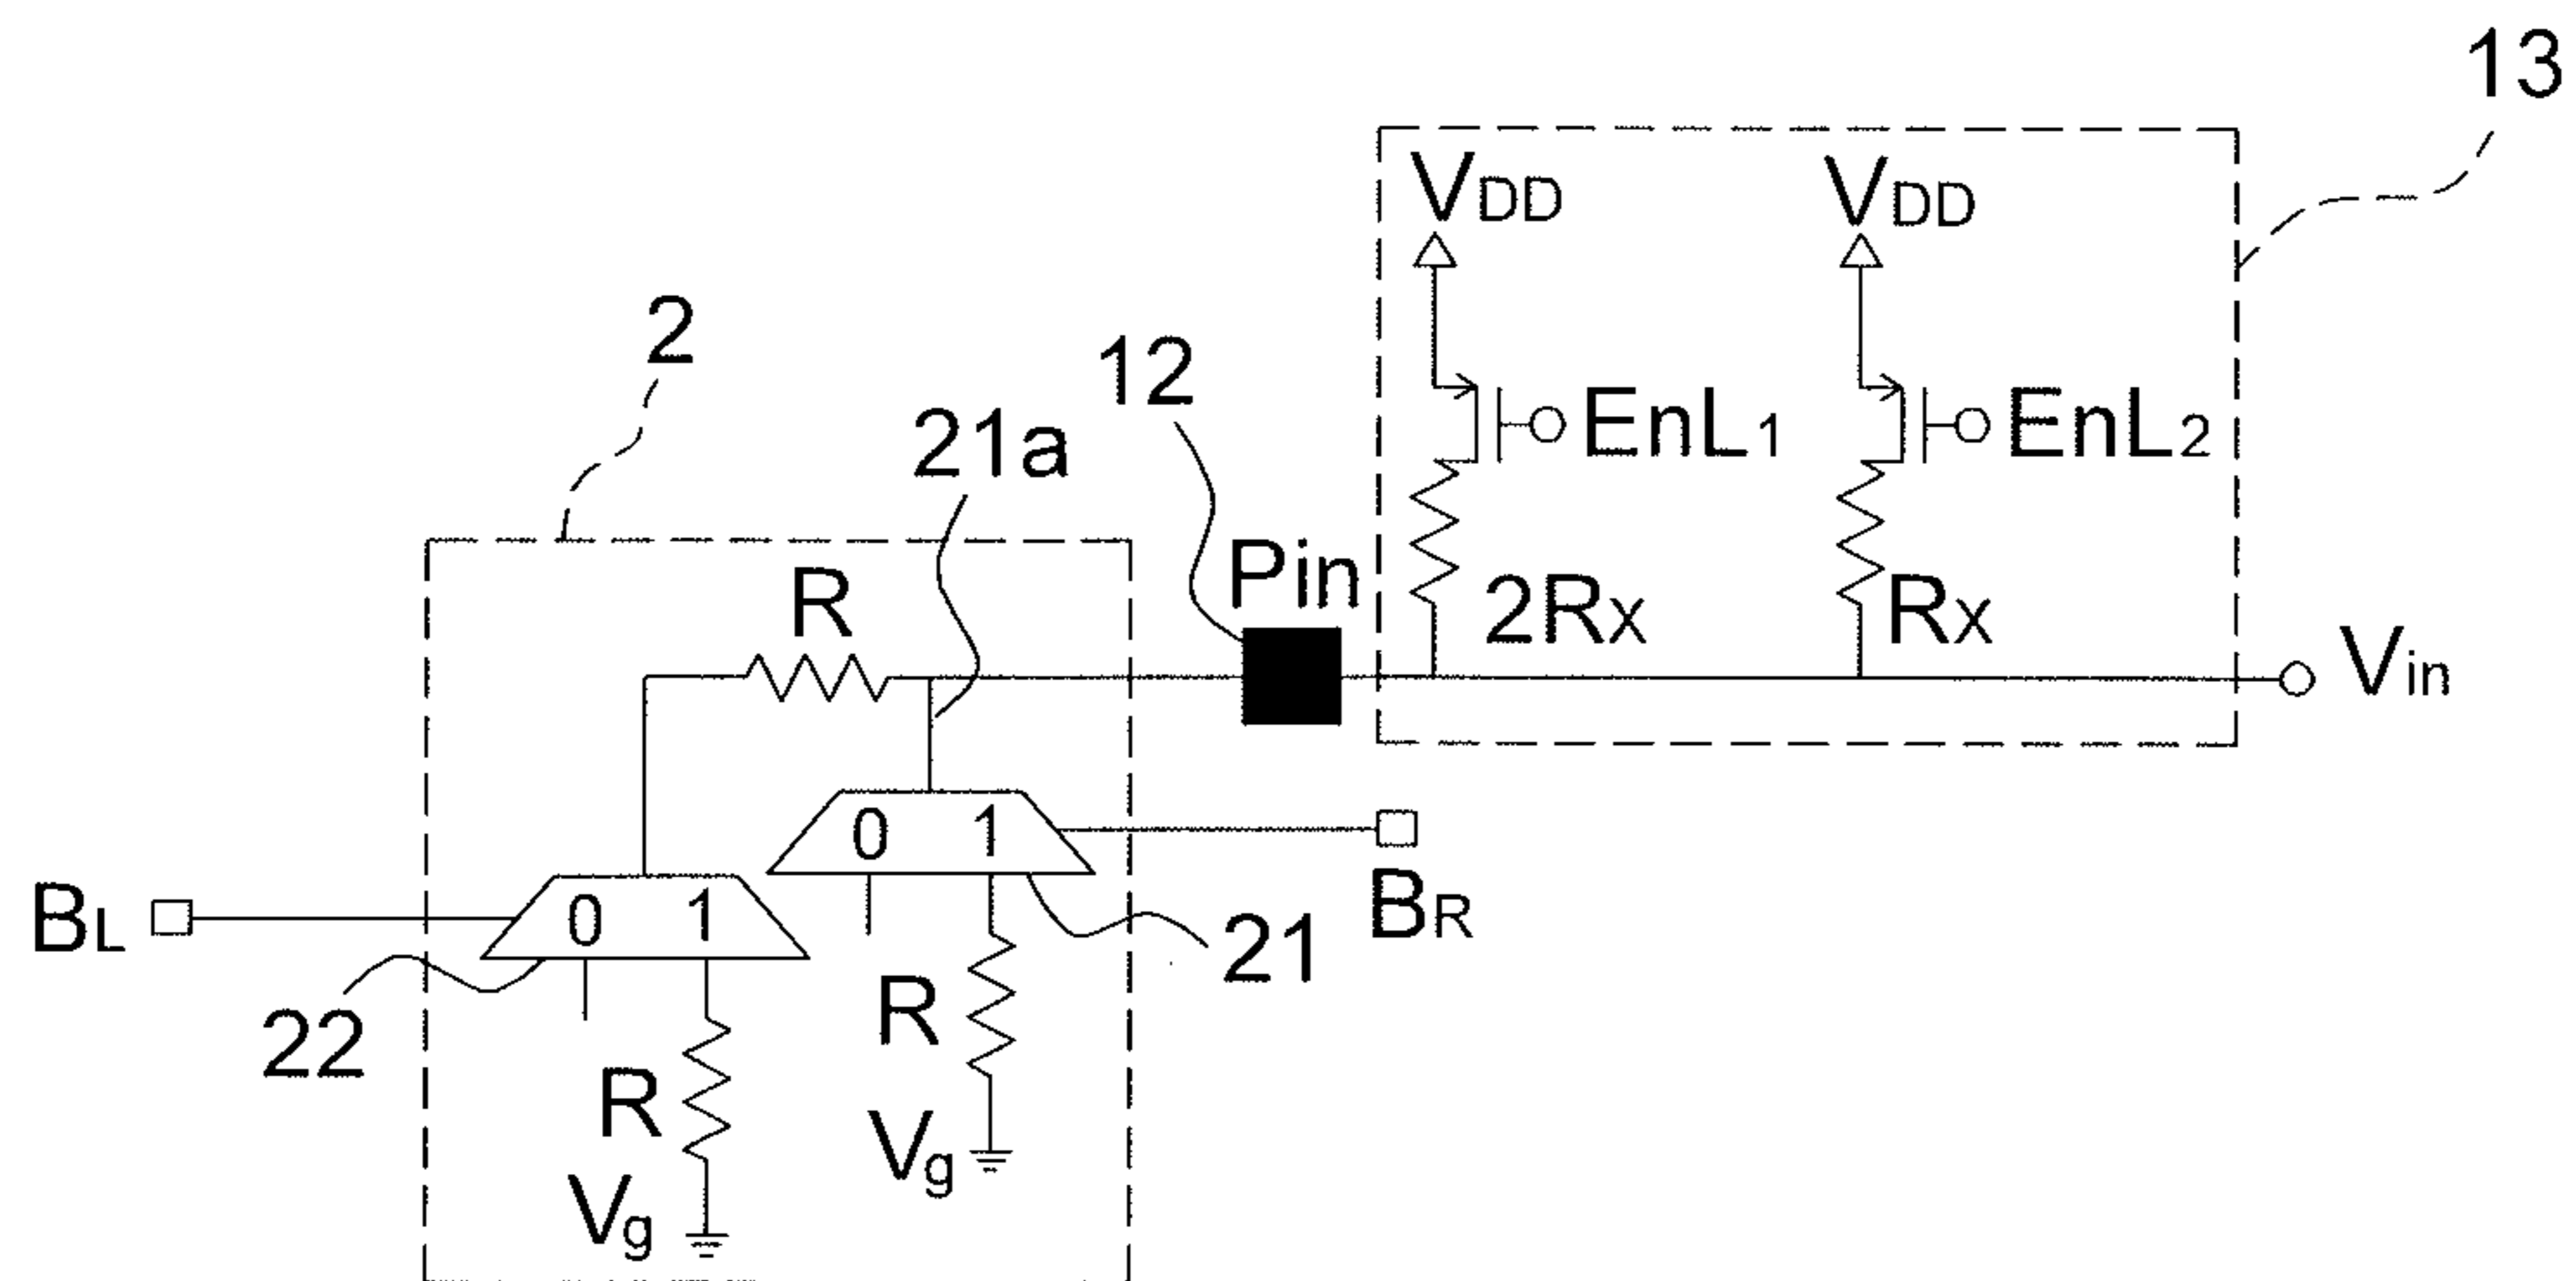 13
VDD VDD
2
12
21a
EnL1 EnL2
R
Pin
2RX RX
Vin
0 1
BL
0 1
BR
22
R
21
R
Vg
Vg